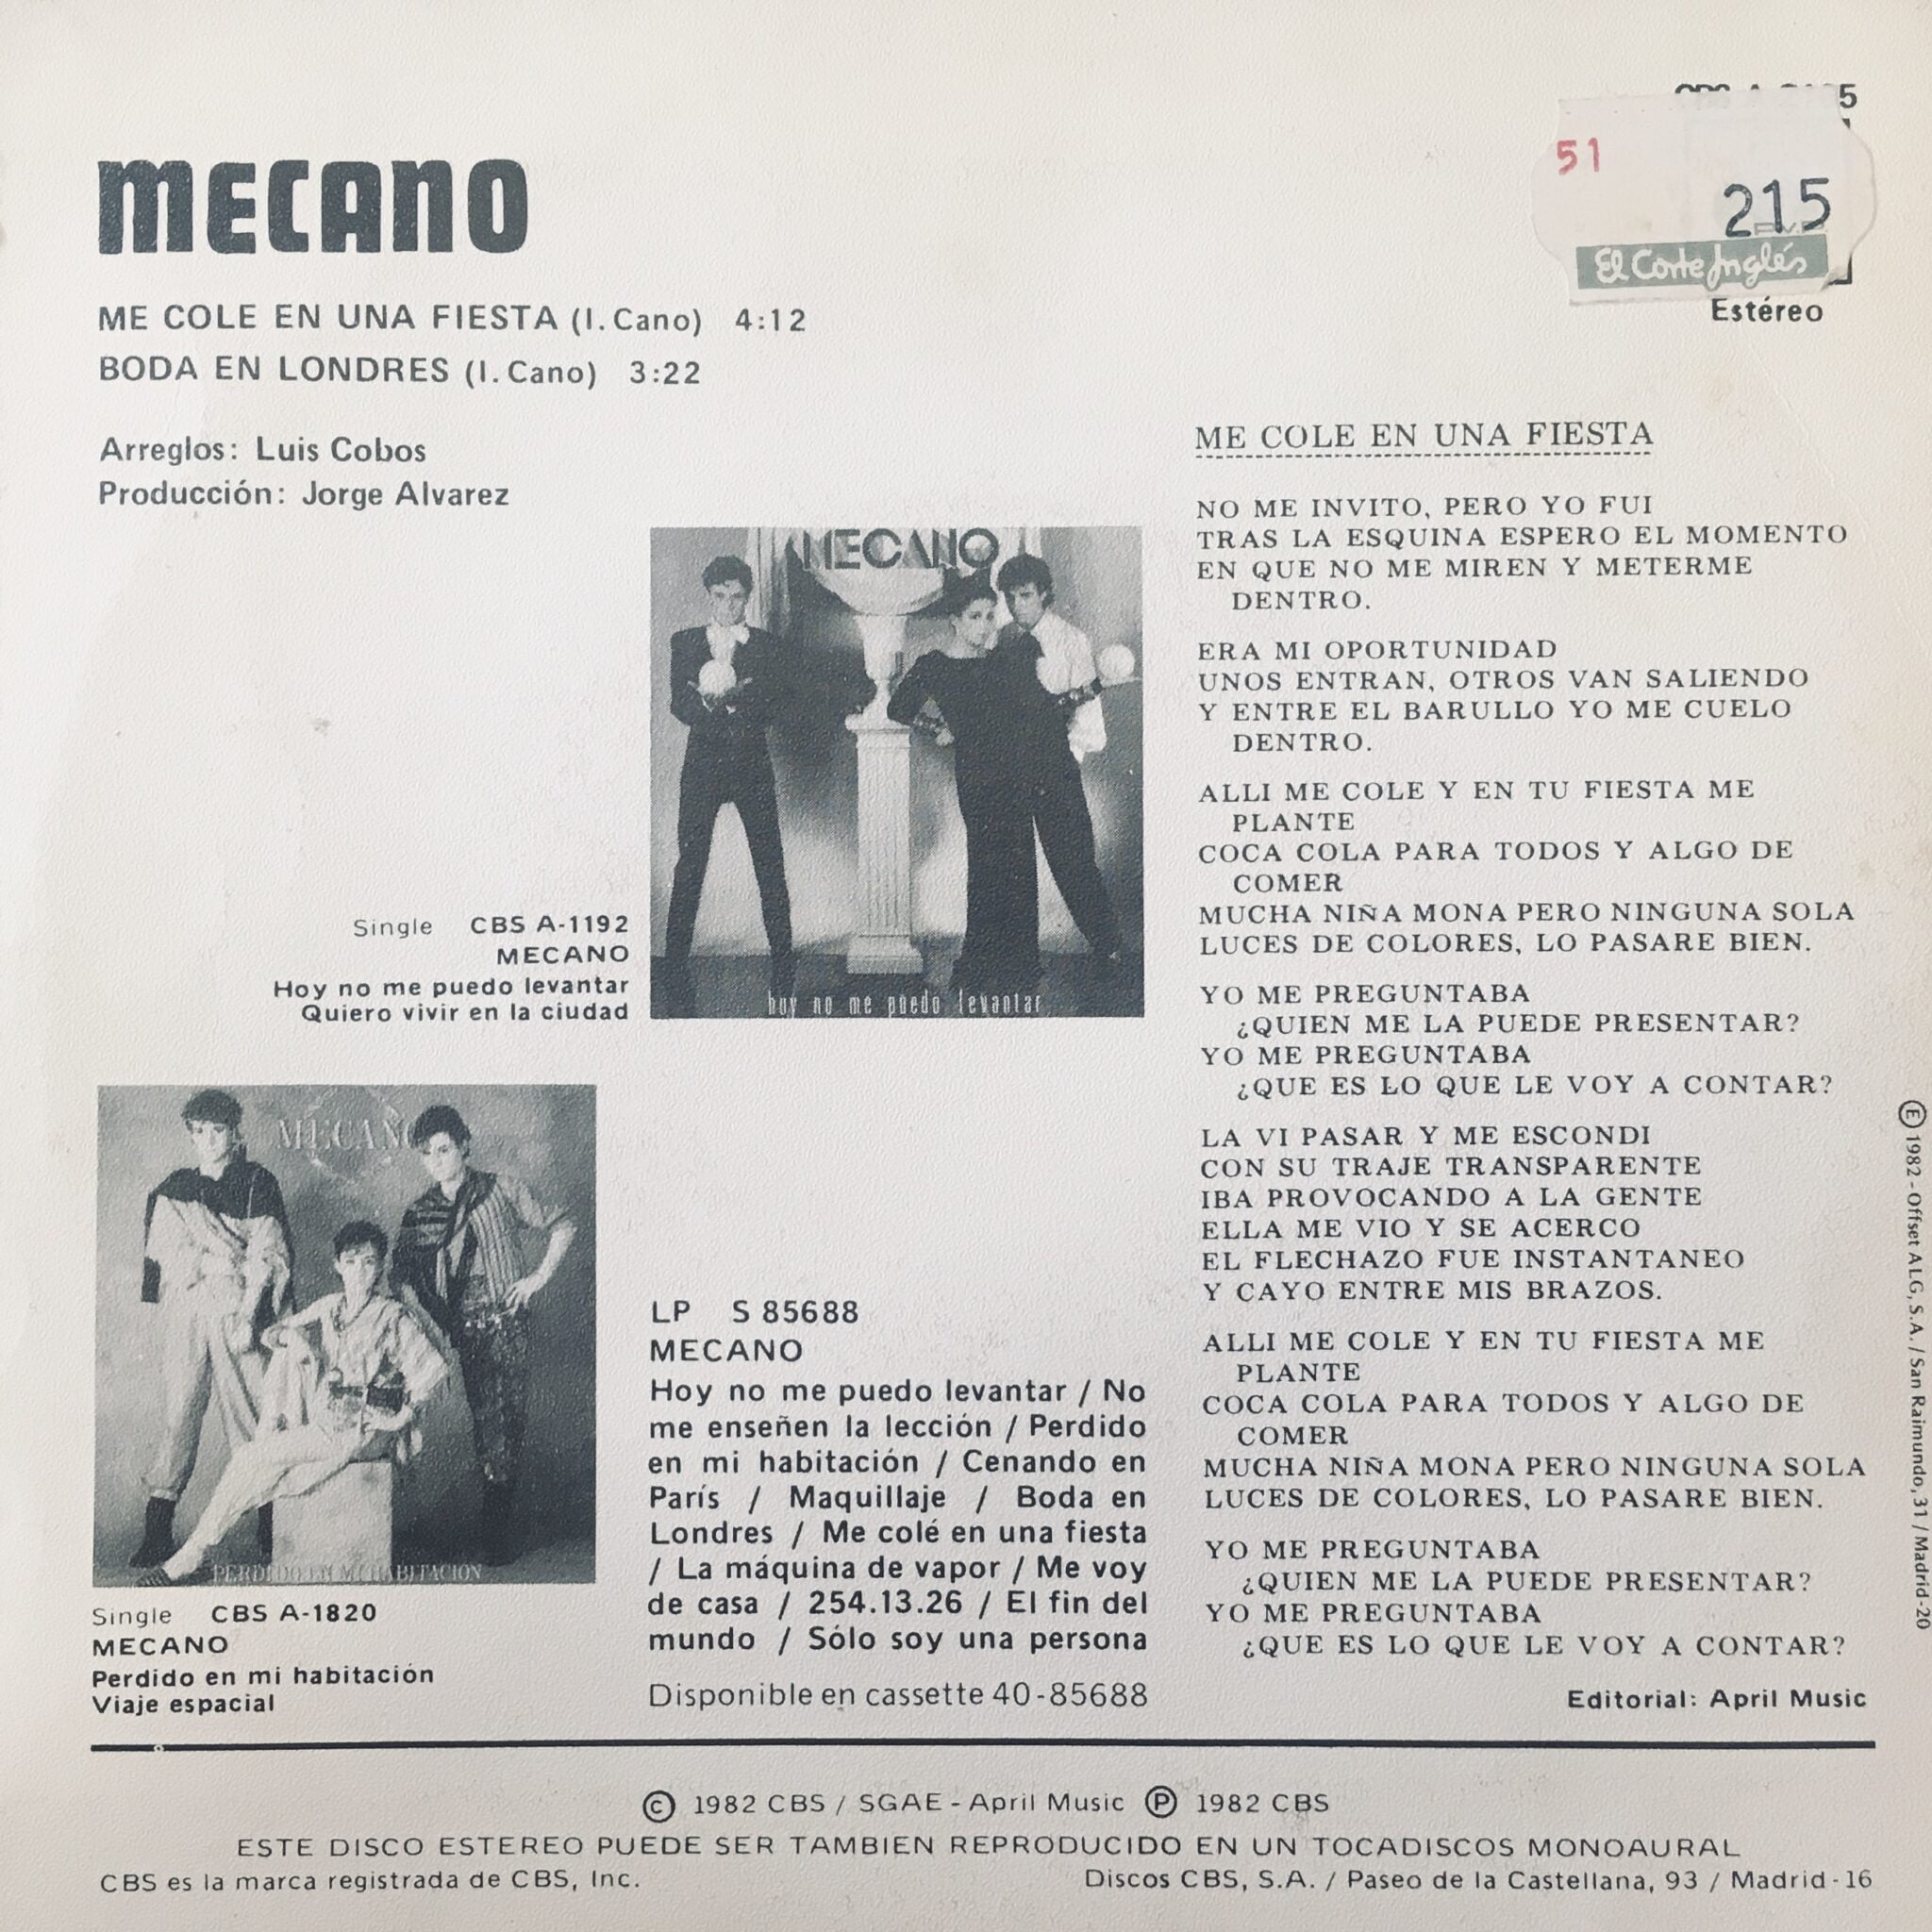 MECANO
ME COLE EN UNA FIESTA (I. Cano) 4:12
BODA EN LONDRES (I. Cano) 3:22
Arreglos: Luis Cobos
Producción: Jorge Alvarez
51
215
El Corte Inglés
Estéreo
MECANO
hoy no me puedo levantar
Single CBS A-1192
MECANO
Hoy no me puedo levantar
Quiero vivir en la ciudad
MECANO
PERDIDO EN MI HABITACION
Single CBS A-1820
MECANO
Perdido en mi habitación
Viaje espacial
LP S 85688
MECANO
Hoy no me puedo levantar / No
me enseñen la lección / Perdido
en mi habitación / Cenando en
París / Maquillaje / Boda en
Londres / Me colé en una fiesta
/ La máquina de vapor / Me voy
de casa / 254.13.26 / El fin del
mundo / Sólo soy una persona
Disponible en cassette 40-85688
ME COLE EN UNA FIESTA
NO ME INVITO, PERO YO FUI
TRAS LA ESQUINA ESPERO EL MOMENTO
EN QUE NO ME MIREN Y METERME
DENTRO.
ERA MI OPORTUNIDAD
UNOS ENTRAN, OTROS VAN SALIENDO
Y ENTRE EL BARULLO YO ME CUELO
DENTRO.
ALLI ME COLE Y EN TU FIESTA ME
PLANTE
COCA COLA PARA TODOS Y ALGO DE
COMER
MUCHA NIÑA MONA PERO NINGUNA SOLA
LUCES DE COLORES, LO PASARE BIEN.
YO ME PREGUNTABA
¿QUIEN ME LA PUEDE PRESENTAR?
YO ME PREGUNTABA
¿QUE ES LO QUE LE VOY A CONTAR?
LA VI PASAR Y ME ESCONDI
CON SU TRAJE TRANSPARENTE
IBA PROVOCANDO A LA GENTE
ELLA ME VIO Y SE ACERCO
EL FLECHAZO FUE INSTANTANEO
Y CAYO ENTRE MIS BRAZOS.
ALLI ME COLE Y EN TU FIESTA ME
PLANTE
COCA COLA PARA TODOS Y ALGO DE
COMER
MUCHA NIÑA MONA PERO NINGUNA SOLA
LUCES DE COLORES, LO PASARE BIEN.
YO ME PREGUNTABA
¿QUIEN ME LA PUEDE PRESENTAR?
YO ME PREGUNTABA
¿QUE ES LO QUE LE VOY A CONTAR?
Editorial: April Music
Ⓔ 1982 - Offset ALG, S.A. / San Raimundo, 31 / Madrid-20
© 1982 CBS / SGAE - April Music Ⓟ 1982 CBS
ESTE DISCO ESTEREO PUEDE SER TAMBIEN REPRODUCIDO EN UN TOCADISCOS MONOAURAL
CBS es la marca registrada de CBS, Inc.
Discos CBS, S.A. / Paseo de la Castellana, 93 / Madrid-16